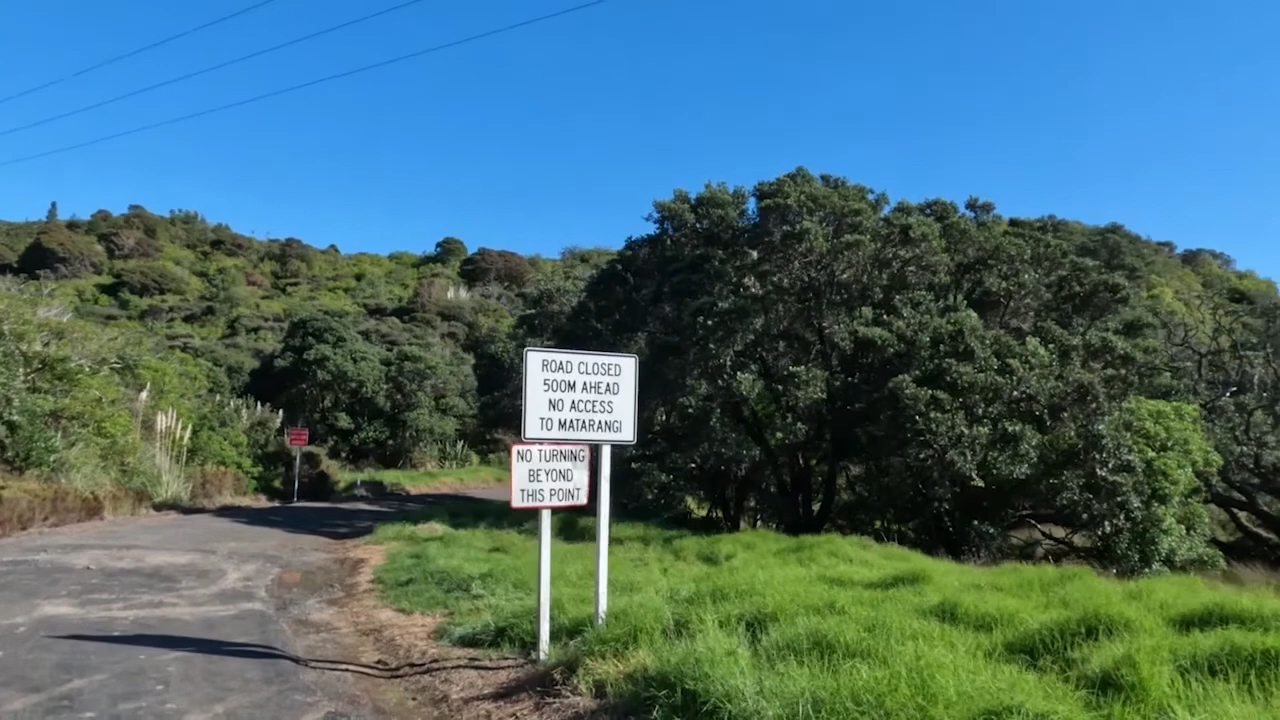 ROAD CLOSED
500M AHEAD
NO ACCESS
TO MATARANGI
NO TURNING
BEYOND
THIS POINT